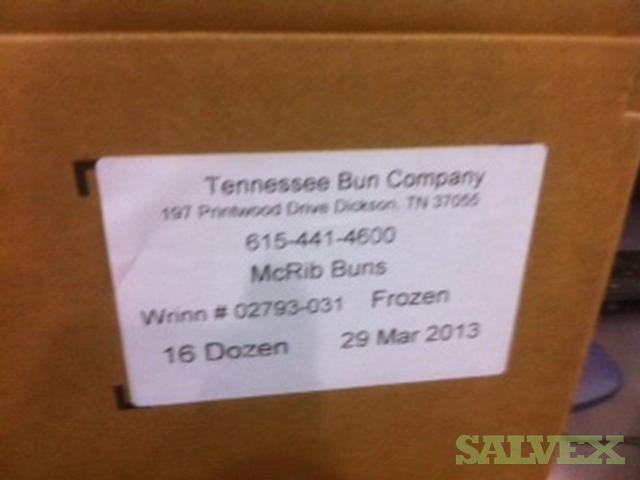 Tennessee Bun Company
197 Printwood Drive Dickson, TN 37055
615-441-4600
McRib Buns
Wrinn # 02793-031 Frozen
16 Dozen 29 Mar 2013
SALVEX